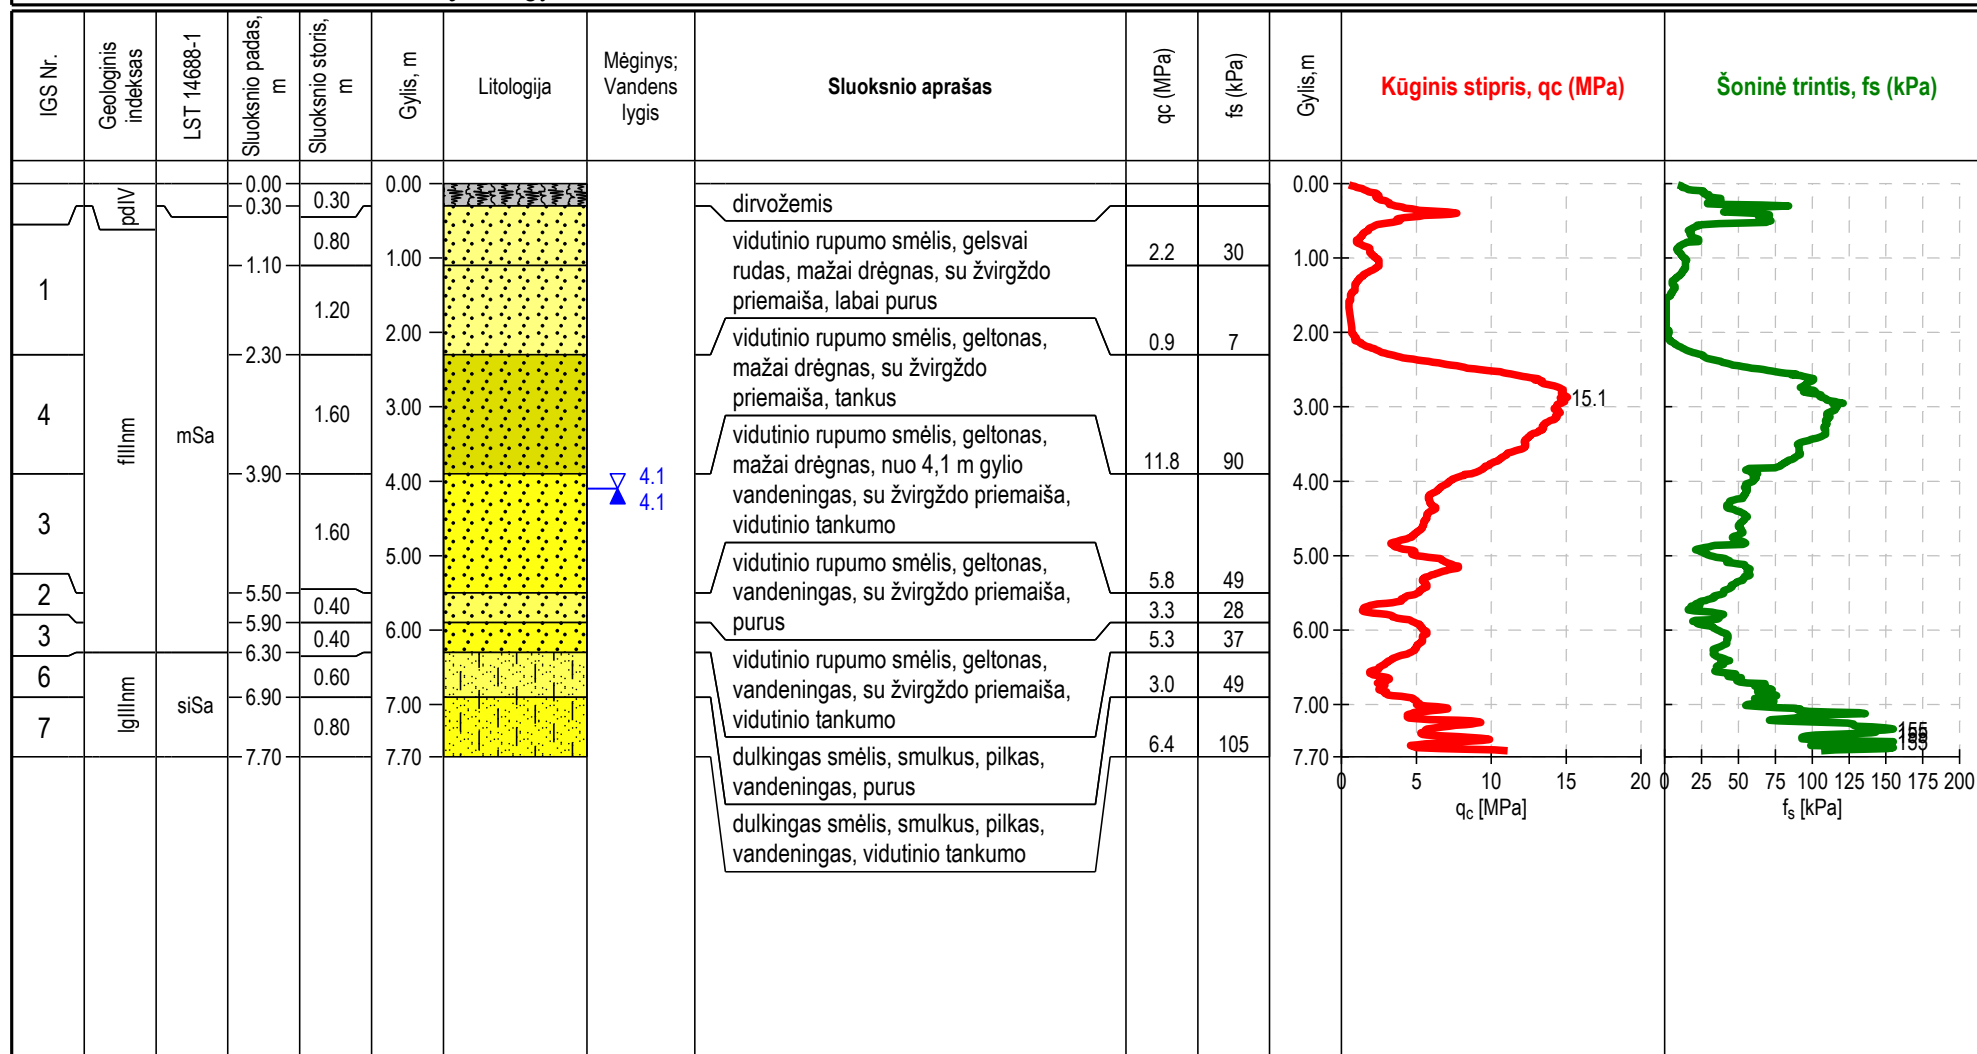 IGS Nr.
Geologinis
indeksas
LST 14688-1
Sluoksnio padas,
m
Sluoksnio storis,
m
Gylis, m
Litologija
Mėginys;
Vandens
lygis
Sluoksnio aprašas
qc (MPa)
fs (kPa)
Gylis,m
Kūginis stipris, qc (MPa)
Šoninė trintis, fs (kPa)
1
4
3
2
3
6
7
pdIV
fIIInm
lgIIInm
mSa
siSa
0.00
0.30
1.10
2.30
3.90
5.50
5.90
6.30
6.90
7.70
0.30
0.80
1.20
1.60
1.60
0.40
0.40
0.60
0.80
0.00
1.00
2.00
3.00
4.00
5.00
6.00
7.00
7.70
4.1
4.1
dirvožemis
vidutinio rupumo smėlis, gelsvai
rudas, mažai drėgnas, su žvirgždo
priemaiša, labai purus
vidutinio rupumo smėlis, geltonas,
mažai drėgnas, su žvirgždo
priemaiša, tankus
vidutinio rupumo smėlis, geltonas,
mažai drėgnas, nuo 4,1 m gylio
vandeningas, su žvirgždo priemaiša,
vidutinio tankumo
vidutinio rupumo smėlis, geltonas,
vandeningas, su žvirgždo priemaiša,
purus
vidutinio rupumo smėlis, geltonas,
vandeningas, su žvirgždo priemaiša,
vidutinio tankumo
dulkingas smėlis, smulkus, pilkas,
vandeningas, purus
dulkingas smėlis, smulkus, pilkas,
vandeningas, vidutinio tankumo
2.2 30
0.9 7
11.8 90
5.8 49
3.3 28
5.3 37
3.0 49
6.4 105
0.00
1.00
2.00
3.00
4.00
5.00
6.00
7.00
7.70
15.1
0 5 10 15 20
qc [MPa]
155
155
0 25 50 75 100 125 150 175 200
fs [kPa]